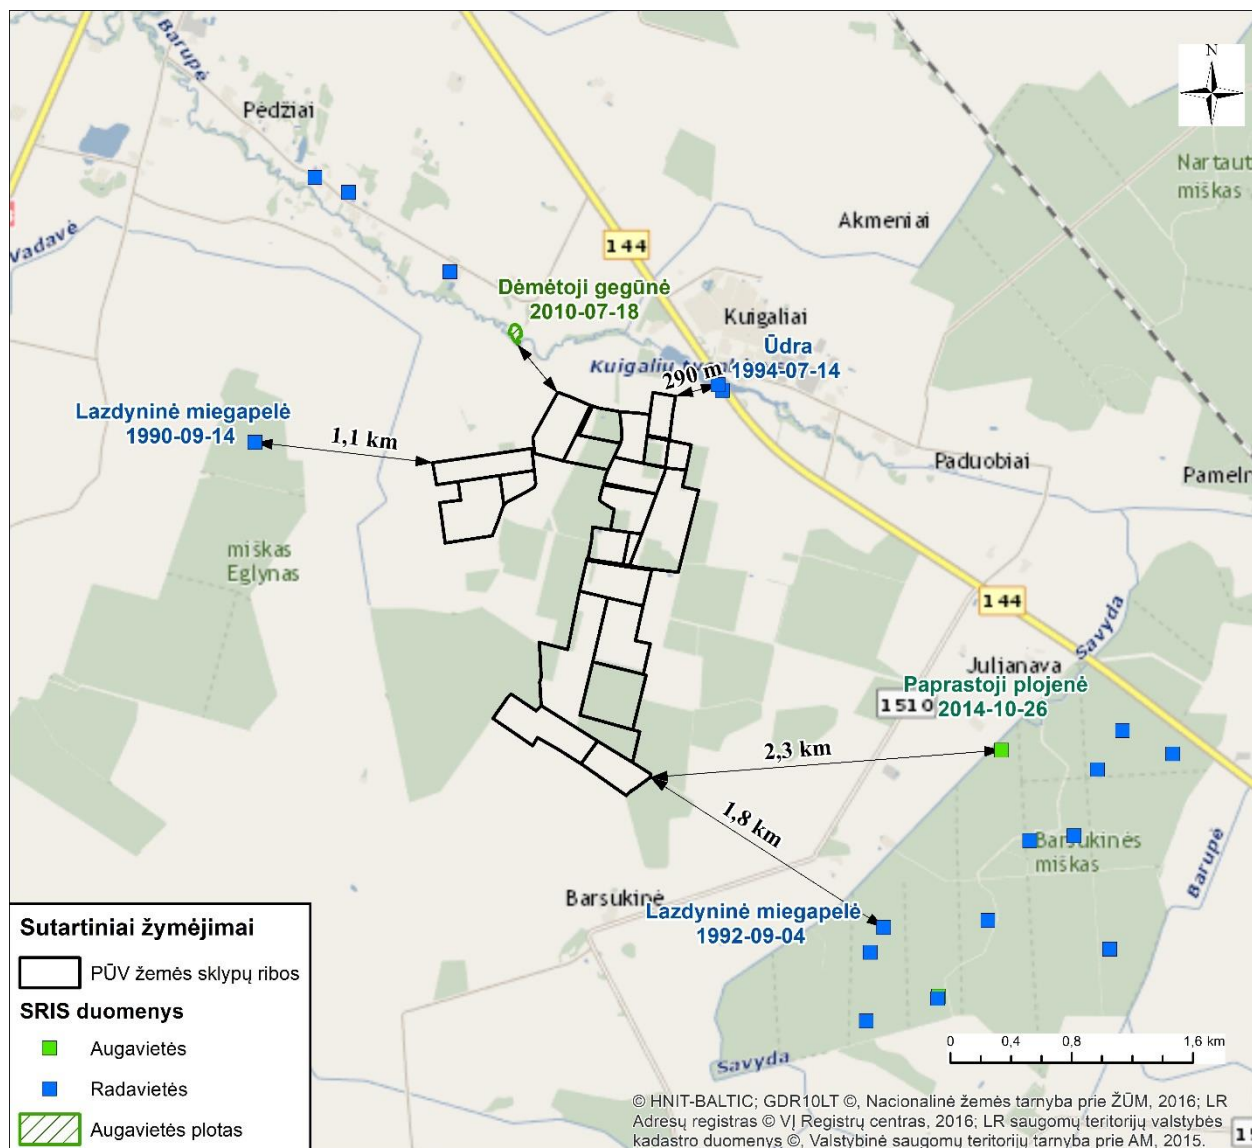 Barupė
Pėdžiai
N
Nartaut
miškas
Akmeniai
Vadavė
144
Dėmėtoji gegūnė
2010-07-18
Kuigaliai
Ūdra
1994-07-14
Kuigalių
290 m
Lazdyninė miegapelė
1990-09-14
1,1 km
Paduobiai
Pameln
miškas
Eglynas
144
Savyda
Juljanava
Paprastoji plojenė
2014-10-26
1510
2,3 km
1,8 km
Barsukinės
miškas
Barupė
Barsukinė
Lazdyninė miegapelė
1992-09-04
Savyda
Sutartiniai žymėjimai
PŪV žemės sklypų ribos
SRIS duomenys
Augavietės
Radavietės
Augavietės plotas
0 0,4 0,8 1,6 km
© HNIT-BALTIC; GDR10LT ©, Nacionalinė žemės tarnyba prie ŽŪM, 2016; LR
Adresų registras © VĮ Registrų centras, 2016; LR saugomų teritorijų valstybės
kadastro duomenys ©, Valstybinė saugomų teritorijų tarnyba prie AM, 2015.